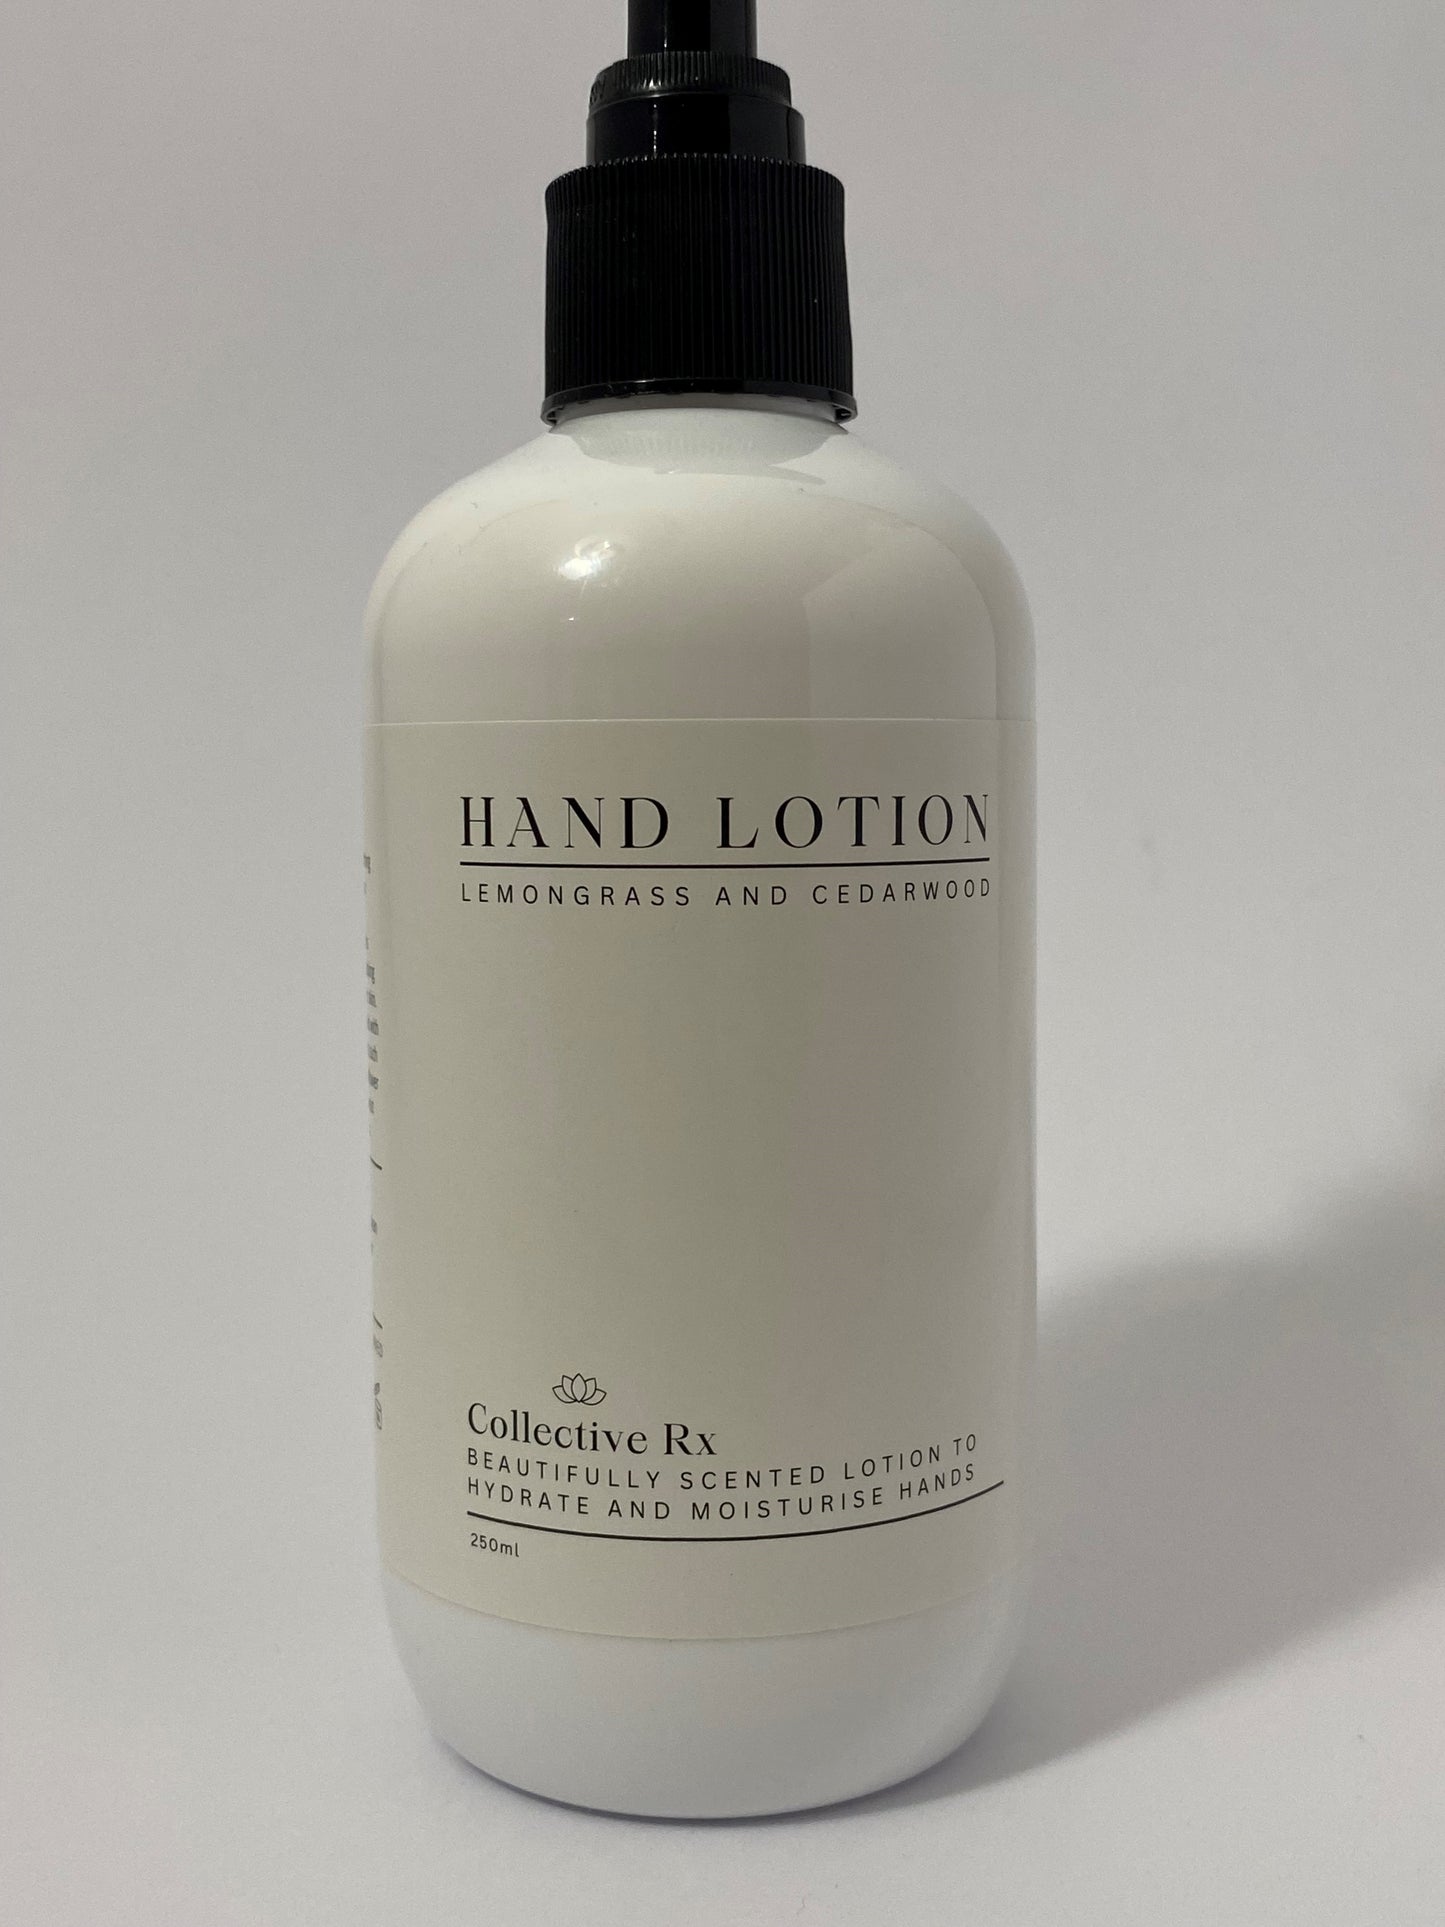 HAND LOTION
LEMONGRASS AND CEDARWOOD
Collective Rx
BEAUTIFULLY SCENTED LOTION TO
HYDRATE AND MOISTURISE HANDS
250ml